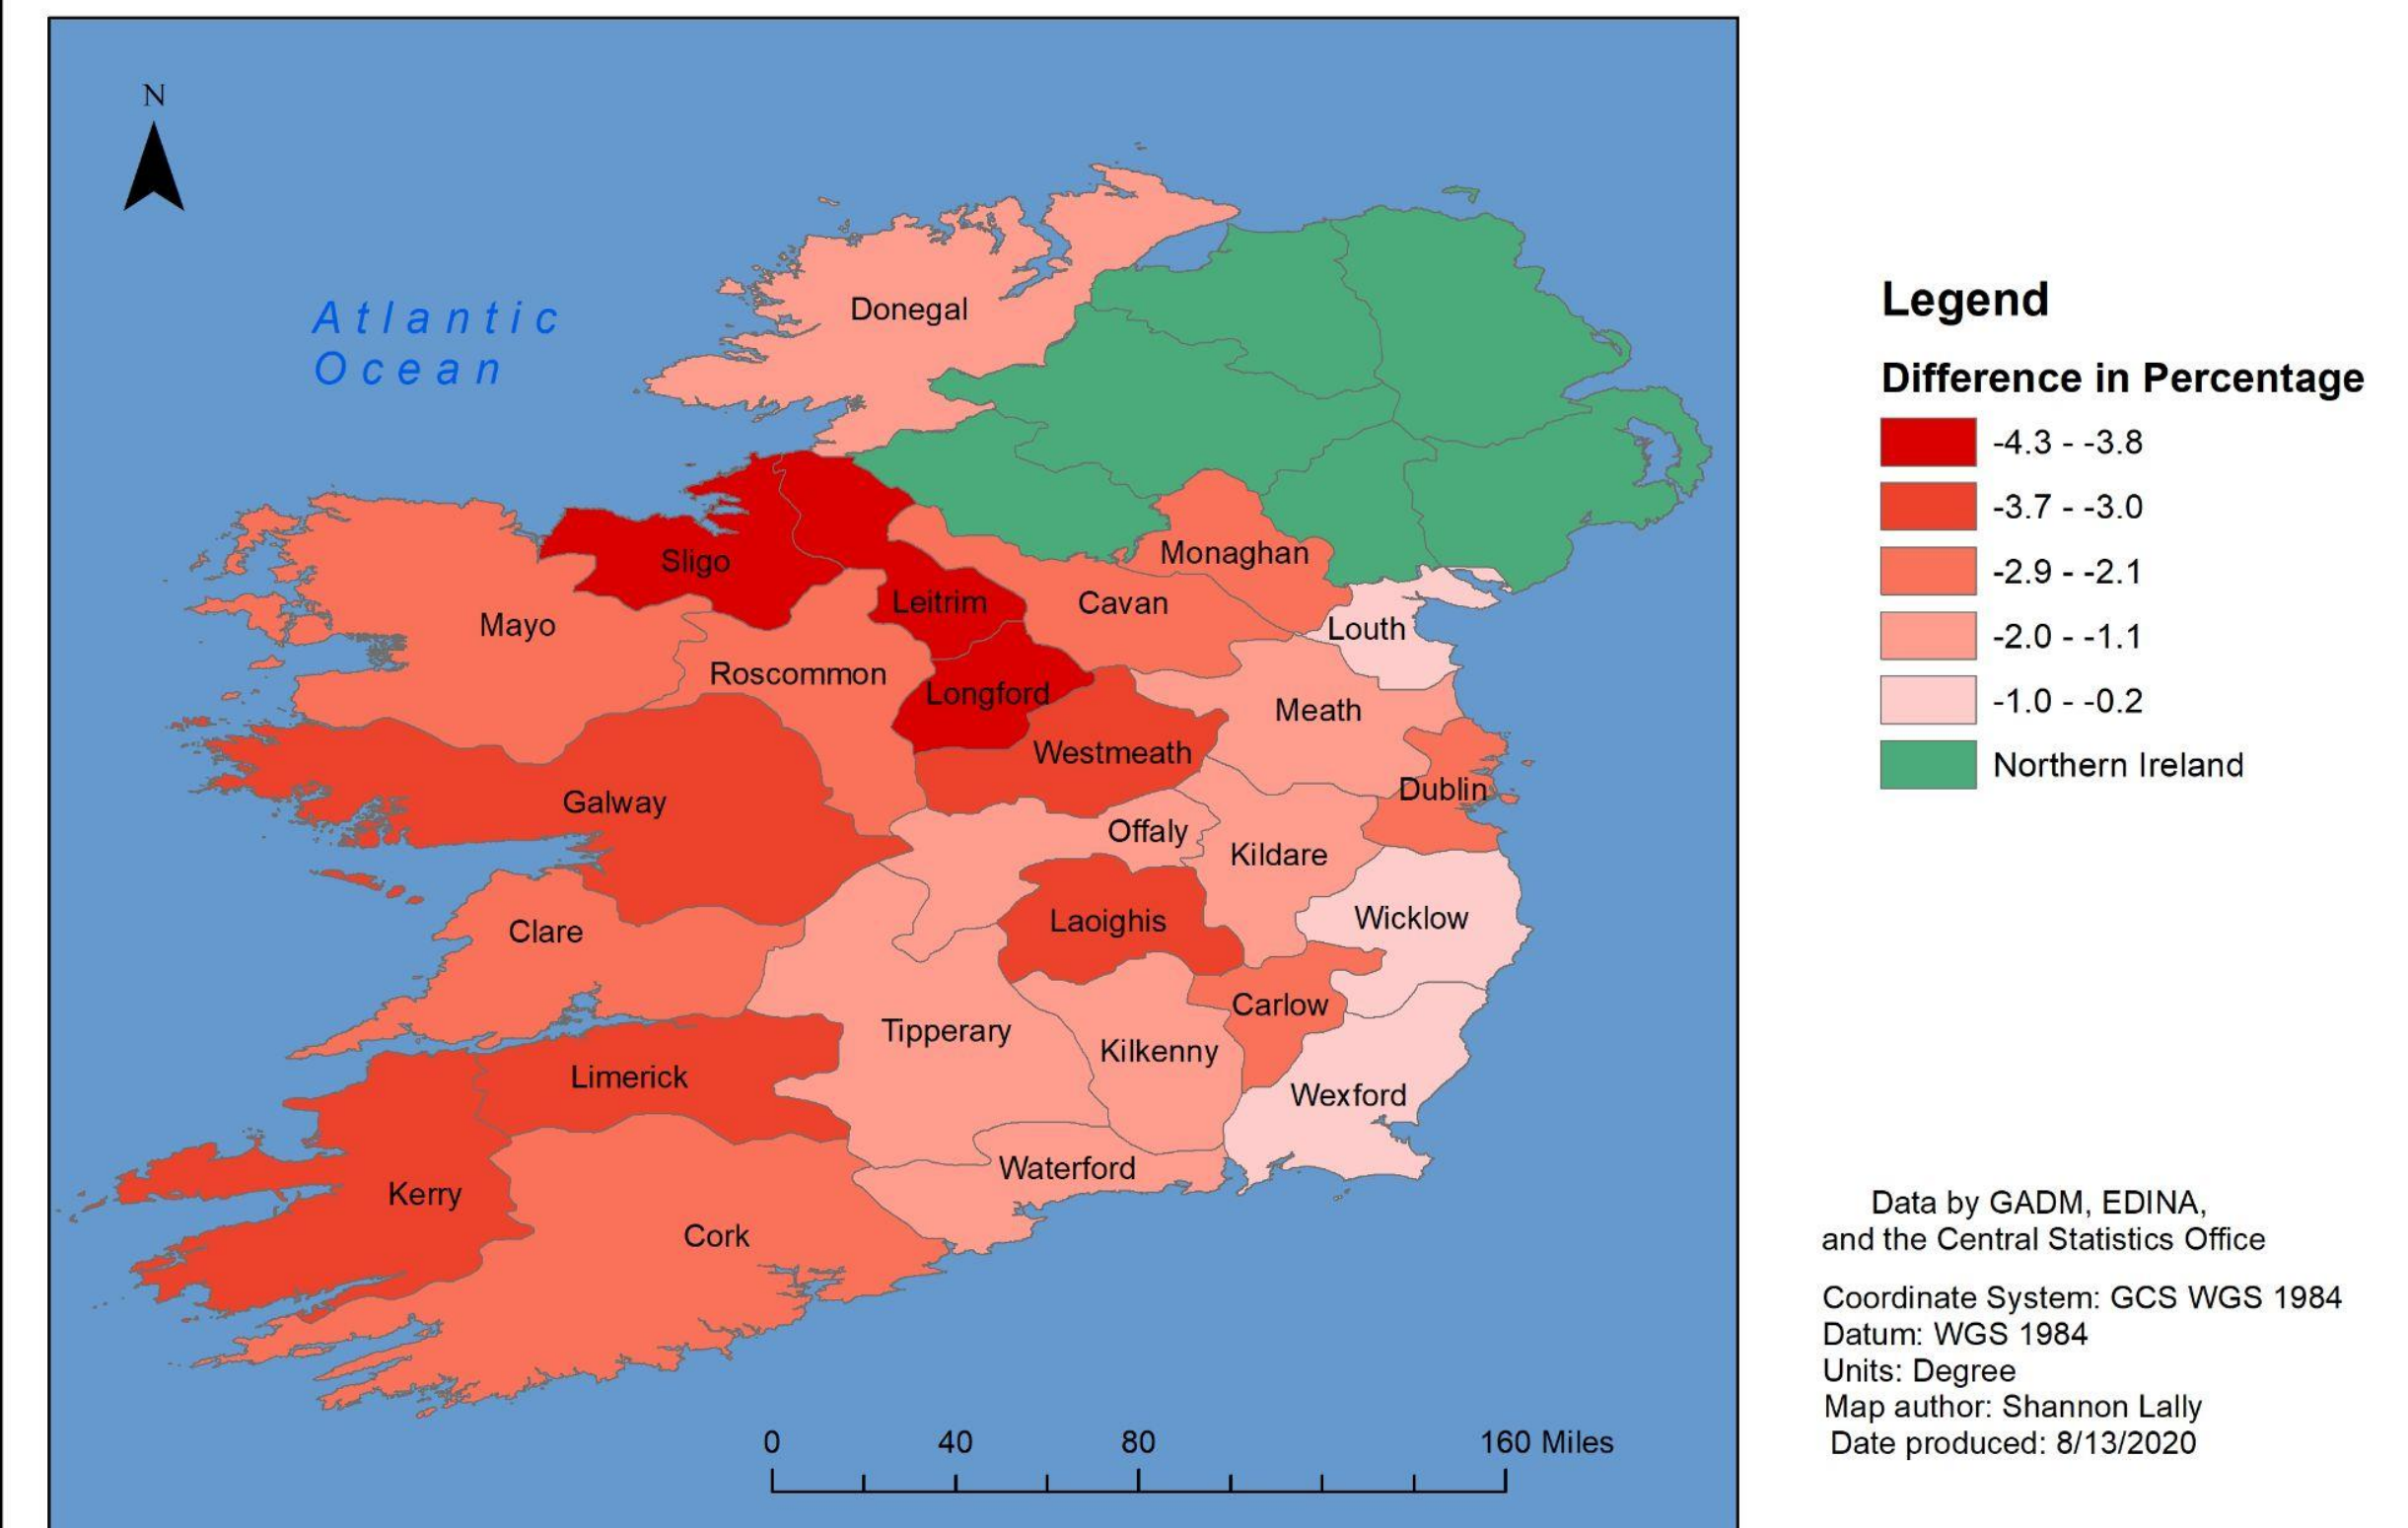 N
Atlantic
Ocean
Donegal
Sligo
Monaghan
Leitrim
Cavan
Mayo
Louth
Roscommon
Longford
Meath
Westmeath
Dublin
Galway
Offaly
Kildare
Clare
Laoighis
Wicklow
Carlow
Tipperary
Kilkenny
Limerick
Wexford
Waterford
Kerry
Cork
0 40 80 160 Miles
Legend
Difference in Percentage
-4.3 - -3.8
-3.7 - -3.0
-2.9 - -2.1
-2.0 - -1.1
-1.0 - -0.2
Northern Ireland
Data by GADM, EDINA,
and the Central Statistics Office
Coordinate System: GCS WGS 1984
Datum: WGS 1984
Units: Degree
Map author: Shannon Lally
Date produced: 8/13/2020